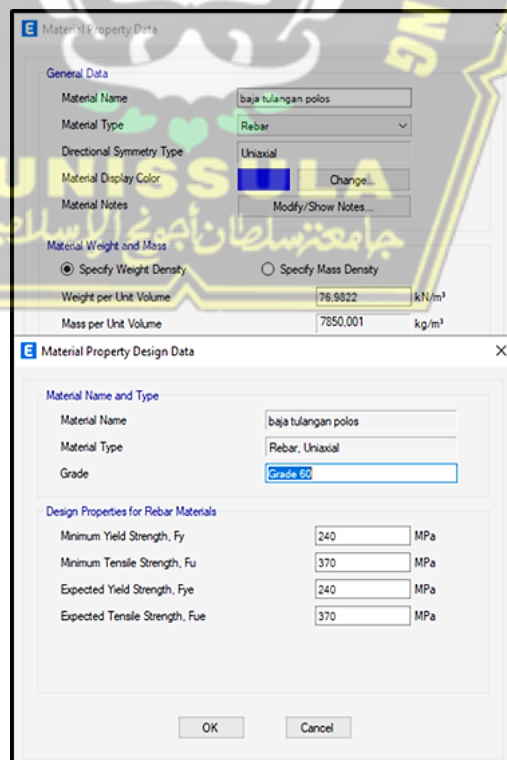 Material Property Data
NG
General Data
Material Name baja tulangan polos
Material Type Rebar
Directional Symmetry Type Uniaxial
Material Display Color Change...
Material Notes Modify/Show Notes...
UNISSULA
جامعتسلطان أجونج الإسلامية
Material Weight and Mass
Specify Weight Density Specify Mass Density
Weight per Unit Volume 76,9822 kN/m³
Mass per Unit Volume 7850,001 kg/m³
Material Property Design Data
Material Name and Type
Material Name baja tulangan polos
Material Type Rebar, Uniaxial
Grade Grade 60
Design Properties for Rebar Materials
Minimum Yield Strength, Fy 240 MPa
Minimum Tensile Strength, Fu 370 MPa
Expected Yield Strength, Fye 240 MPa
Expected Tensile Strength, Fue 370 MPa
OK Cancel